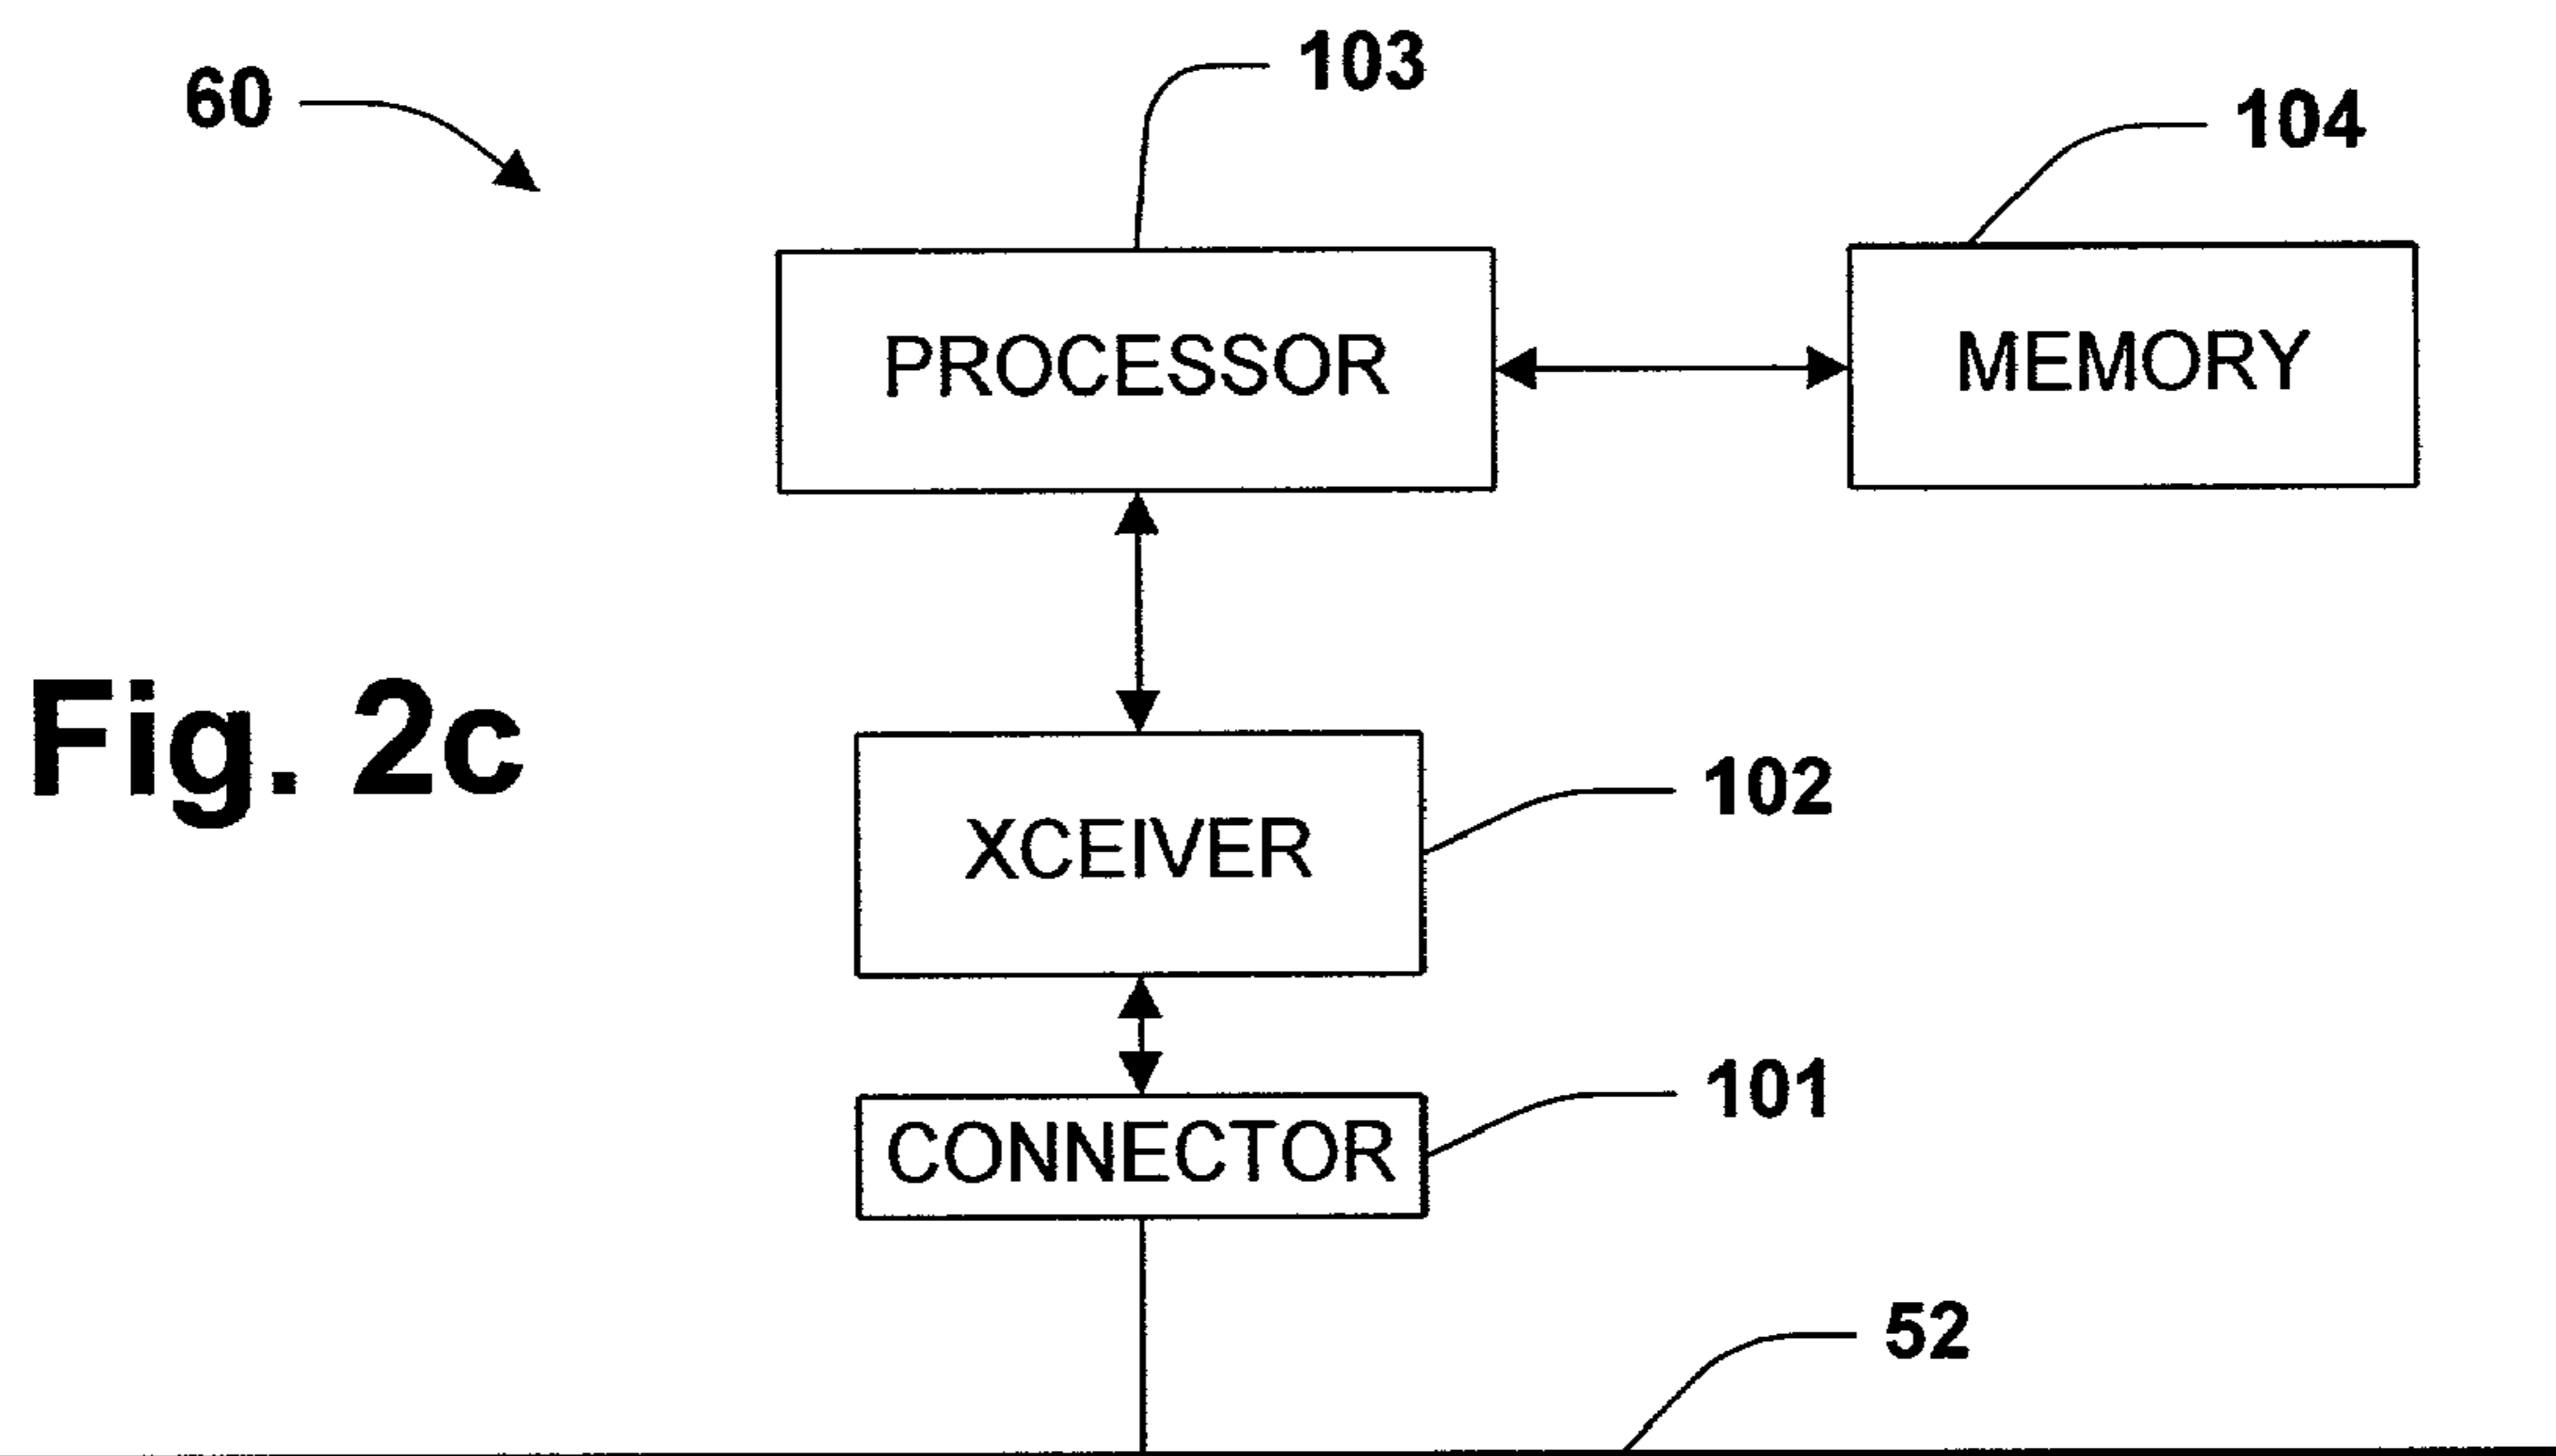 103
60
104
PROCESSOR
MEMORY
Fig. 2c
102
XCEIVER
101
CONNECTOR
52